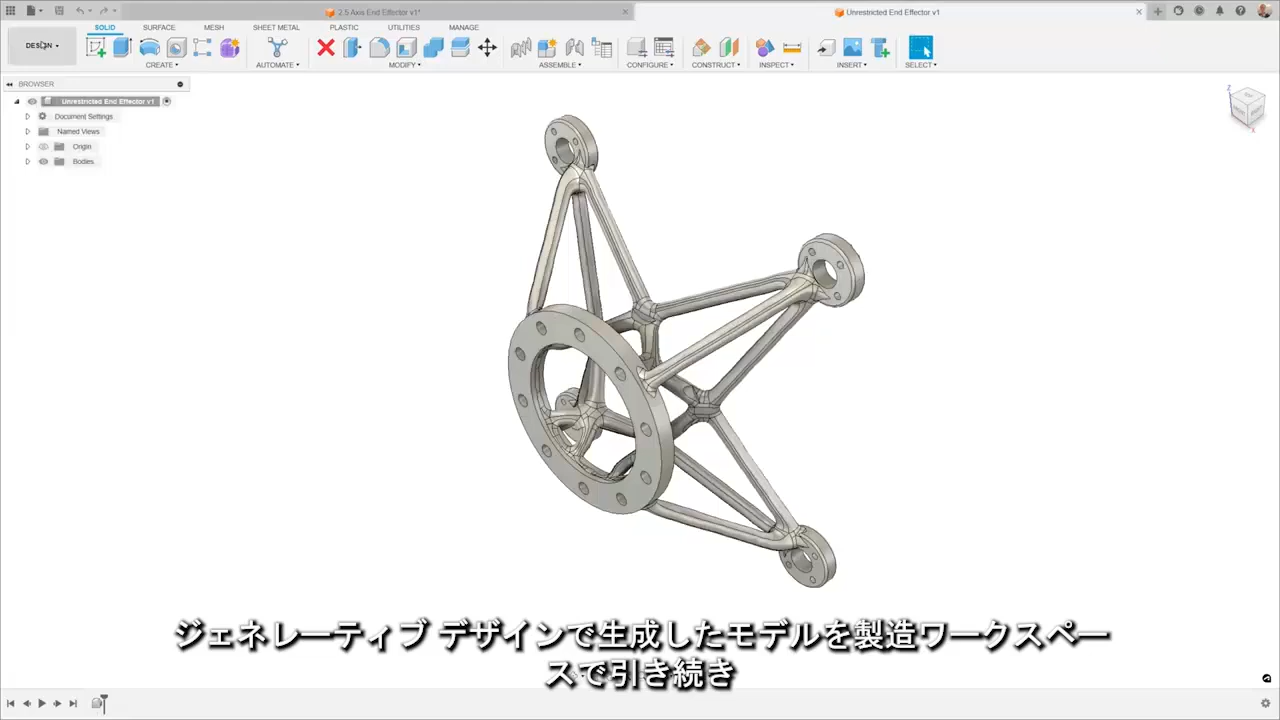 2.5 Axis End Effector v1*
Unrestricted End Effector v1
DESIGN
SOLID
SURFACE
MESH
SHEET METAL
PLASTIC
UTILITIES
MANAGE
CREATE
AUTOMATE
MODIFY
ASSEMBLE
CONFIGURE
CONSTRUCT
INSPECT
INSERT
SELECT
BROWSER
Unrestricted End Effector v1
Document Settings
Named Views
Origin
Bodies
Z
X
ジェネレーティブ デザインで生成したモデルを製造ワークスペー
スで引き続き